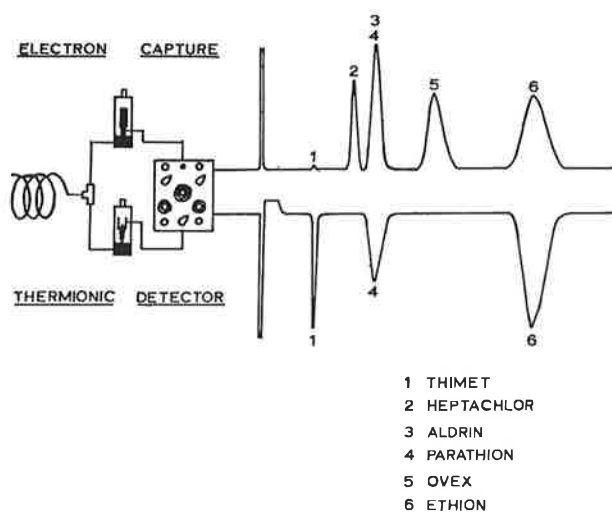 ELECTRON CAPTURE
THERMIONIC DETECTOR
3
4
2
1
5
6
4
1
6
1 THIMET
2 HEPTACHLOR
3 ALDRIN
4 PARATHION
5 OVEX
6 ETHION